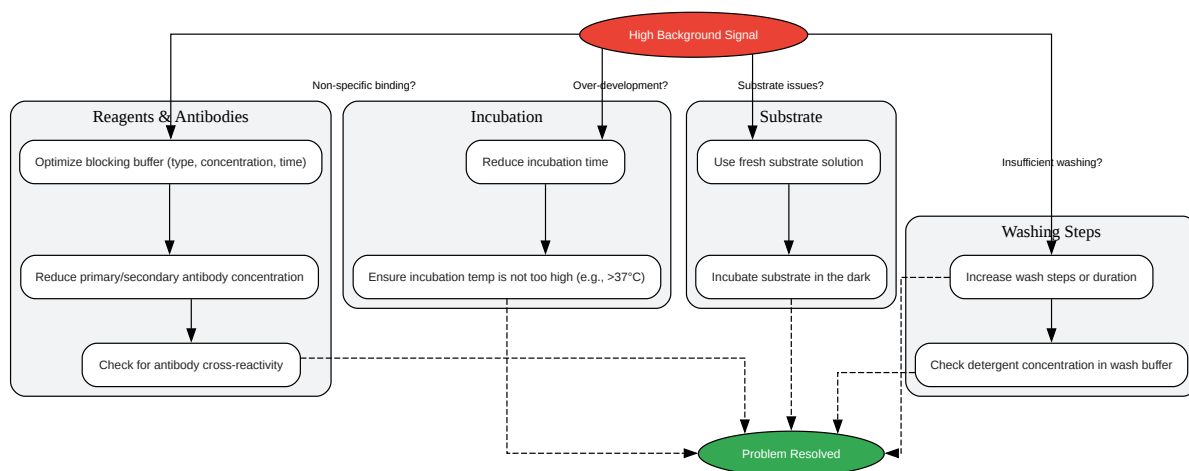 High Background Signal
Non-specific binding?
Over-development?
Substrate issues?
Reagents & Antibodies
Incubation
Substrate
Optimize blocking buffer (type, concentration, time)
Reduce incubation time
Use fresh substrate solution
Insufficient washing?
Washing Steps
Reduce primary/secondary antibody concentration
Ensure incubation temp is not too high (e.g., >37°C)
Incubate substrate in the dark
Increase wash steps or duration
Check for antibody cross-reactivity
Check detergent concentration in wash buffer
Problem Resolved